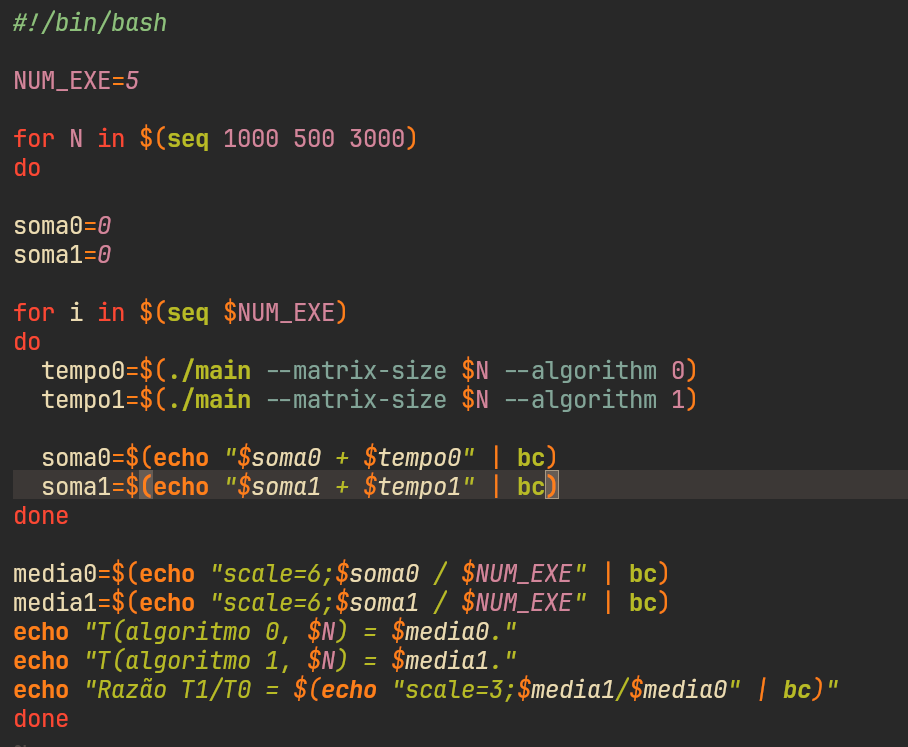 #!/bin/bash

NUM_EXE=5

for N in $(seq 1000 500 3000)
do

soma0=0
soma1=0

for i in $(seq $NUM_EXE)
do
  tempo0=$(./main --matrix-size $N --algorithm 0)
  tempo1=$(./main --matrix-size $N --algorithm 1)

  soma0=$(echo "$soma0 + $tempo0" | bc)
  soma1=$(echo "$soma1 + $tempo1" | bc)
done

media0=$(echo "scale=6;$soma0 / $NUM_EXE" | bc)
media1=$(echo "scale=6;$soma1 / $NUM_EXE" | bc)
echo "T(algoritmo 0, $N) = $media0."
echo "T(algoritmo 1, $N) = $media1."
echo "Razão T1/T0 = $(echo "scale=3;$media1/$media0" | bc)"
done